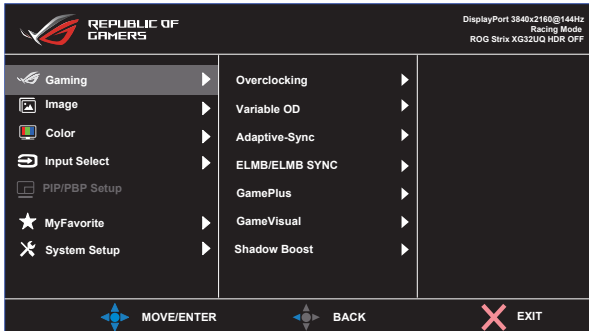 REPUBLIC OF
GAMERS
DisplayPort 3840x2160@144Hz
Racing Mode
ROG Strix XG32UQ HDR OFF
Gaming
Image
Color
Input Select
PIP/PBP Setup
MyFavorite
System Setup
Overclocking
Variable OD
Adaptive-Sync
ELMB/ELMB SYNC
GamePlus
GameVisual
Shadow Boost
MOVE/ENTER
BACK
EXIT